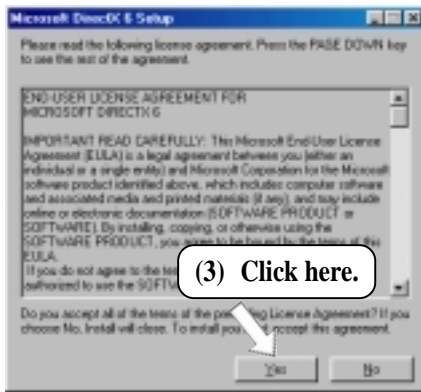 Microsoft DirectX 6 Setup
Please read the following license agreement. Press the PAGE DOWN key
to see the rest of the agreement.
END-USER LICENSE AGREEMENT FOR
MICROSOFT DIRECTX 6
IMPORTANT READ CAREFULLY: This Microsoft End-User License
Agreement (EULA) is a legal agreement between you (either an
individual or a single entity) and Microsoft Corporation for the Microsoft
software product identified above, which includes computer software
and associated media and printed materials (if any), and may include
online or electronic documentation (SOFTWARE PRODUCT or
SOFTWARE). By installing, copying, or otherwise using the
SOFTWARE PRODUCT, you agree to be bound by the terms of this
EULA.
If you do not agree to the
authorized to use the
(3) Click here.
Do you accept all of the terms of the License Agreement? If you
choose No, Install will close. To install you accept this agreement.
Yes No